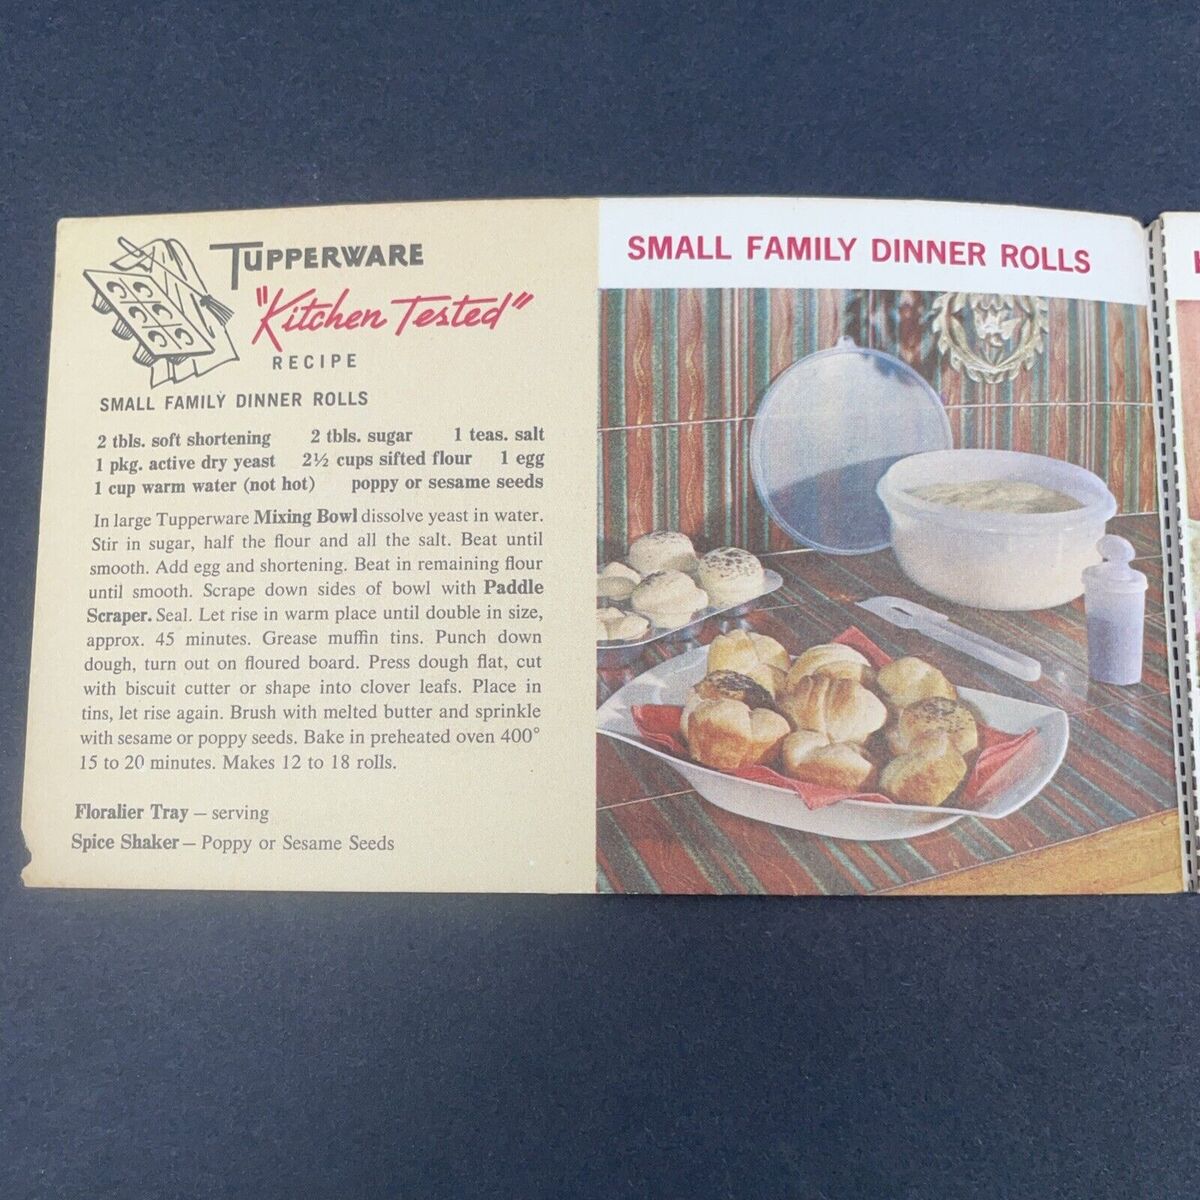 TUPPERWARE
"Kitchen Tested"
RECIPE
SMALL FAMILY DINNER ROLLS
2 tbls. soft shortening 2 tbls. sugar 1 teas. salt
1 pkg. active dry yeast 2½ cups sifted flour 1 egg
1 cup warm water (not hot) poppy or sesame seeds
In large Tupperware Mixing Bowl dissolve yeast in water.
Stir in sugar, half the flour and all the salt. Beat until
smooth. Add egg and shortening. Beat in remaining flour
until smooth. Scrape down sides of bowl with Paddle
Scraper. Seal. Let rise in warm place until double in size,
approx. 45 minutes. Grease muffin tins. Punch down
dough, turn out on floured board. Press dough flat, cut
with biscuit cutter or shape into clover leafs. Place in
tins, let rise again. Brush with melted butter and sprinkle
with sesame or poppy seeds. Bake in preheated oven 400°
15 to 20 minutes. Makes 12 to 18 rolls.
Floralier Tray – serving
Spice Shaker – Poppy or Sesame Seeds
SMALL FAMILY DINNER ROLLS